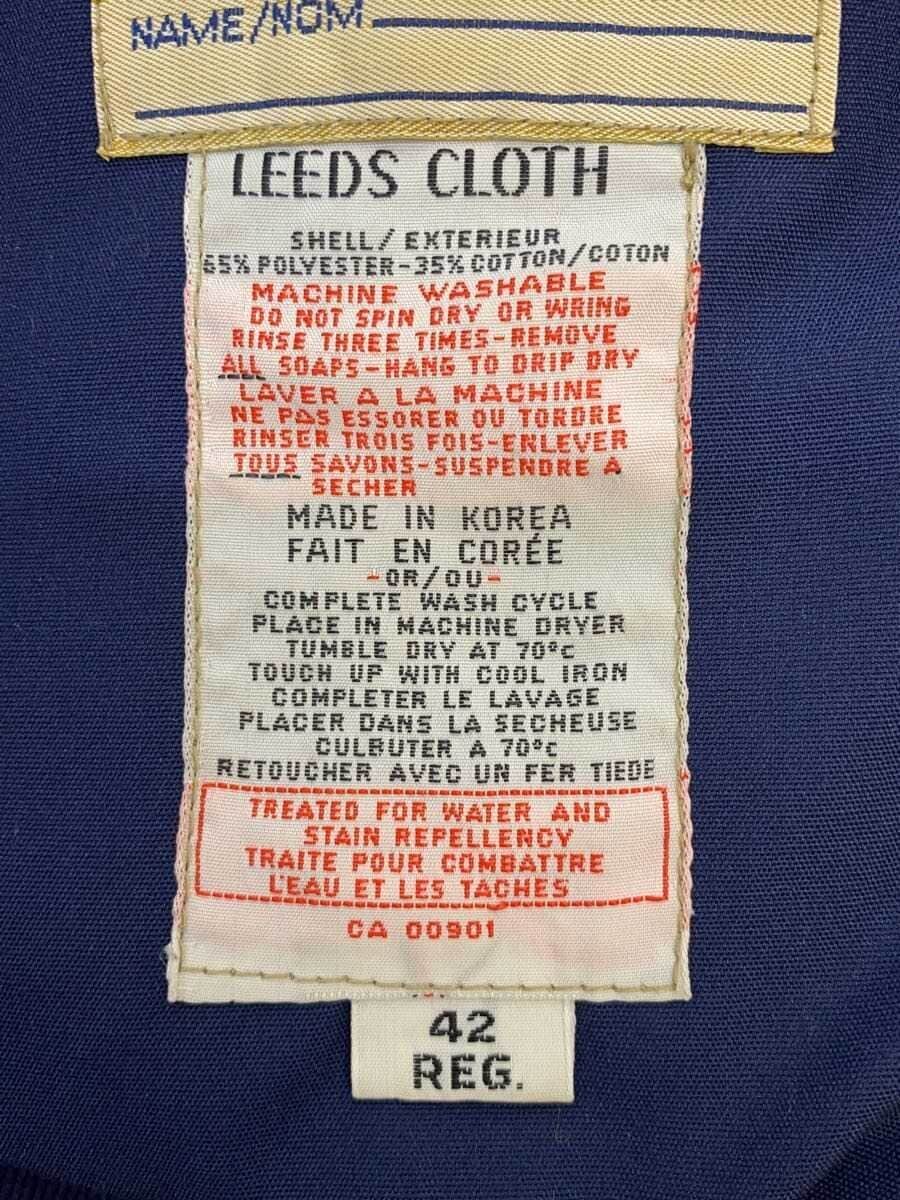 NAME/NOM
LEEDS CLOTH
SHELL/EXTERIEUR
65% POLYESTER-35% COTTON/COTON
MACHINE WASHABLE
DO NOT SPIN DRY OR WRING
RINSE THREE TIMES-REMOVE
ALL SOAPS-HANG TO DRIP DRY
LAVER A LA MACHINE
NE PAS ESSORER OU TORDRE
RINSER TROIS FOIS-ENLEVER
TOUS SAVONS-SUSPENDRE A
SECHER
MADE IN KOREA
FAIT EN CORÉE
-OR/OU-
COMPLETE WASH CYCLE
PLACE IN MACHINE DRYER
TUMBLE DRY AT 70°C
TOUCH UP WITH COOL IRON
COMPLETER LE LAVAGE
PLACER DANS LA SECHEUSE
CULBUTER A 70°C
RETOUCHER AVEC UN FER TIEDE
TREATED FOR WATER AND
STAIN REPELLENCY
TRAITE POUR COMBATTRE
L'EAU ET LES TACHES
CA 00901
42
REG.